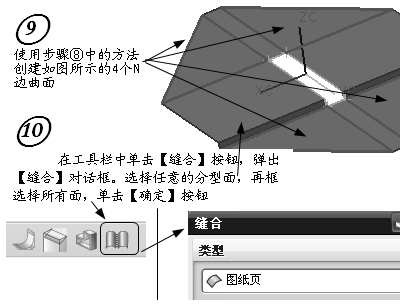 9
ZC
使用步骤⑧中的方法
创建如图所示的4个N
边曲面
10
在工具栏中单击【缝合】按钮，弹出
【缝合】对话框。选择任意的分型面，再框
选择所有面，单击【确定】按钮
缝合
类型
图纸页